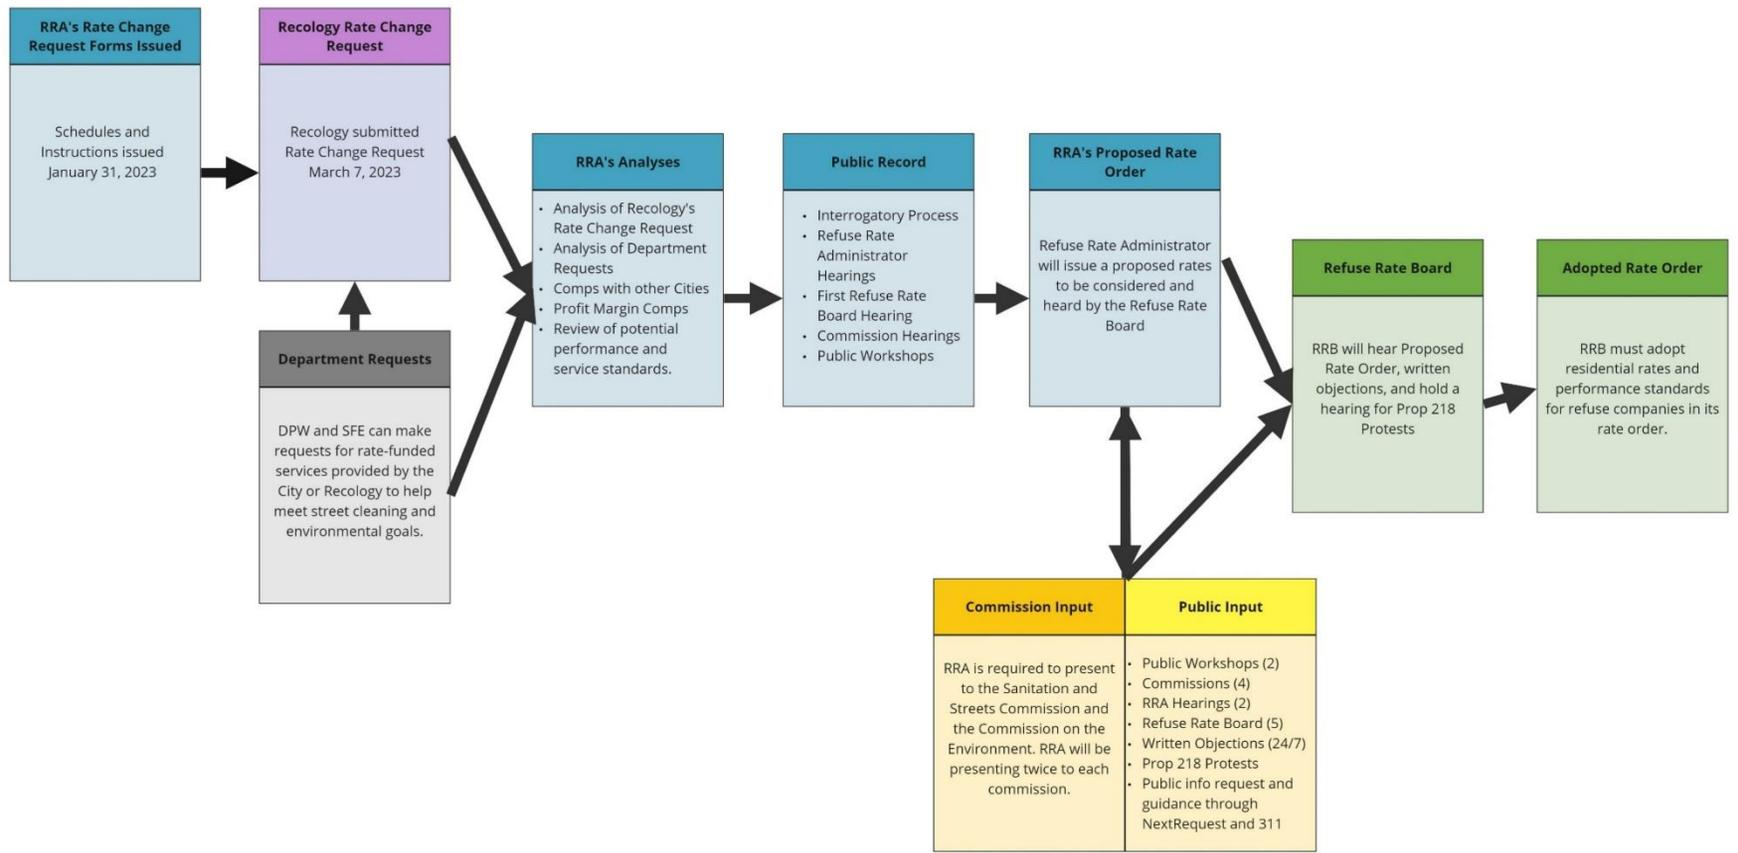 RRA's Rate Change
Request Forms Issued
Schedules and
Instructions issued
January 31, 2023
Recology Rate Change
Request
Recology submitted
Rate Change Request
March 7, 2023
Department Requests
DPW and SFE can make
requests for rate-funded
services provided by the
City or Recology to help
meet street cleaning and
environmental goals.
RRA's Analyses
• Analysis of Recology's
Rate Change Request
• Analysis of Department
Requests
• Comps with other Cities
• Profit Margin Comps
• Review of potential
performance and
service standards.
Public Record
• Interrogatory Process
• Refuse Rate
Administrator
Hearings
• First Refuse Rate
Board Hearing
• Commission Hearings
• Public Workshops
RRA's Proposed Rate
Order
Refuse Rate Administrator
will issue a proposed rates
to be considered and
heard by the Refuse Rate
Board
Commission Input
RRA is required to present
to the Sanitation and
Streets Commission and
the Commission on the
Environment. RRA will be
presenting twice to each
commission.
Public Input
• Public Workshops (2)
• Commissions (4)
• RRA Hearings (2)
• Refuse Rate Board (5)
• Written Objections (24/7)
• Prop 218 Protests
• Public info request and
guidance through
NextRequest and 311
Refuse Rate Board
RRB will hear Proposed
Rate Order, written
objections, and hold a
hearing for Prop 218
Protests
Adopted Rate Order
RRB must adopt
residential rates and
performance standards
for refuse companies in its
rate order.